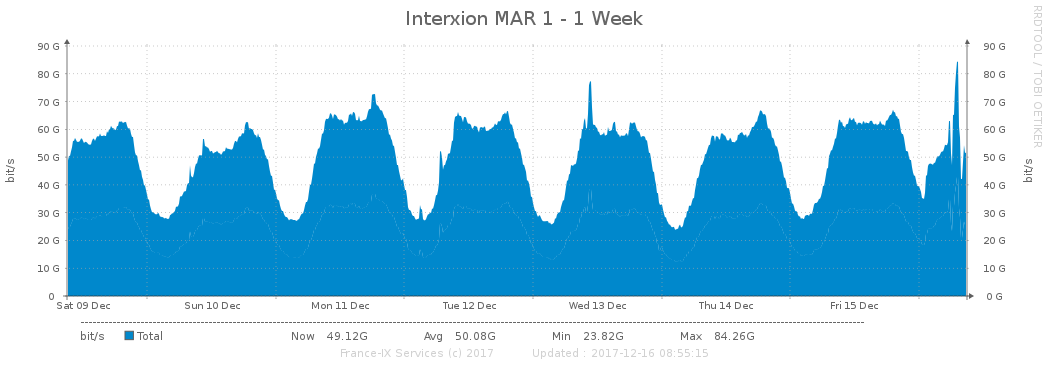 Interxion MAR 1 - 1 Week
RRDTOOL / TOBI OETIKER
90 G 90 G
80 G 80 G
70 G 70 G
60 G 60 G
50 G 50 G
40 G 40 G
30 G 30 G
20 G 20 G
10 G 10 G
0 0 G
bit/s bit/s
Sat 09 Dec Sun 10 Dec Mon 11 Dec Tue 12 Dec Wed 13 Dec Thu 14 Dec Fri 15 Dec
bit/s Total Now 49.12G Avg 50.08G Min 23.82G Max 84.26G
France-IX Services (c) 2017 Updated : 2017-12-16 08:55:15